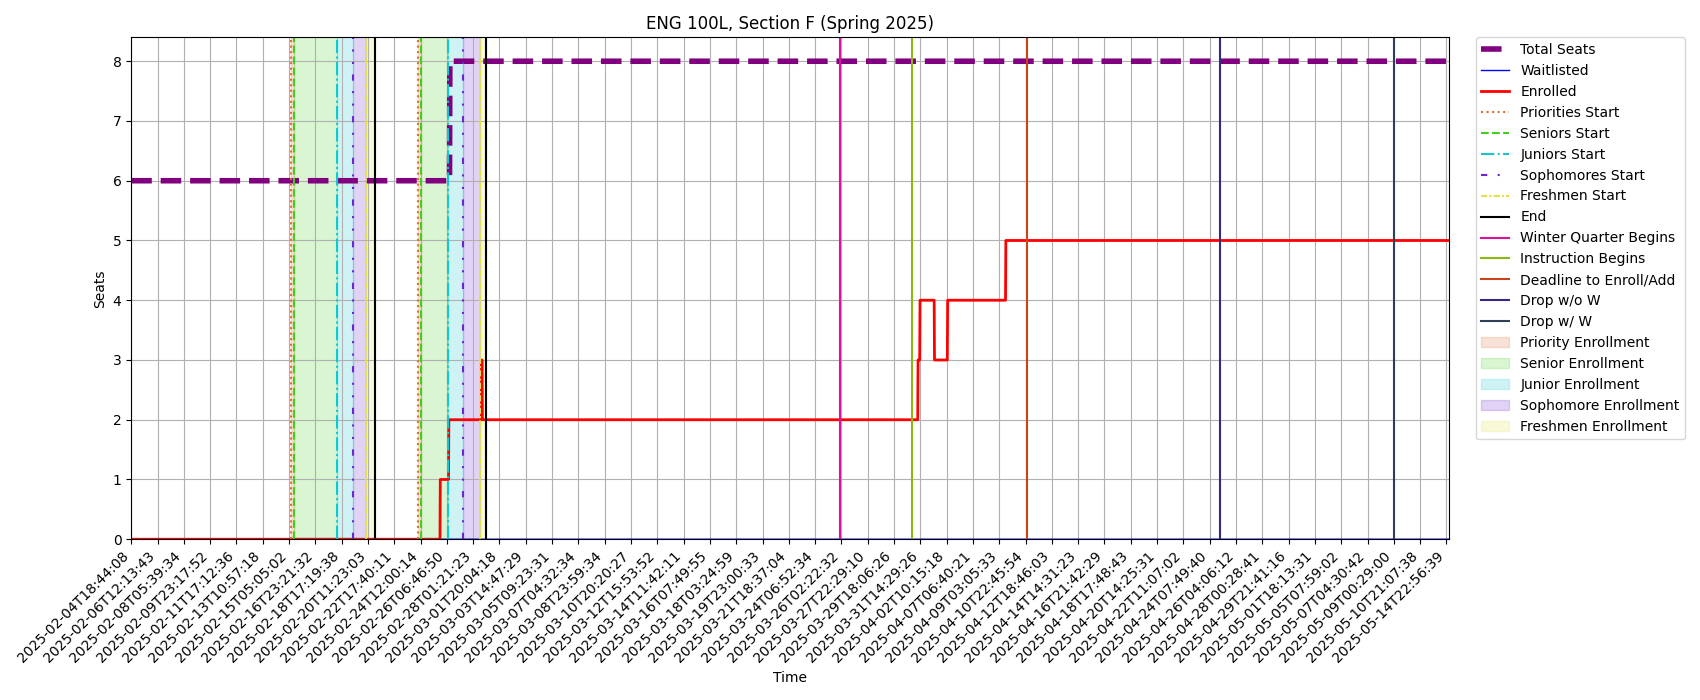 ENG 100L, Section F (Spring 2025)
Seats
8
7
6
5
4
3
2
1
0
2025-02-04T18:44:08
2025-02-06T12:13:43
2025-02-08T05:39:34
2025-02-09T23:17:52
2025-02-11T17:12:36
2025-02-13T10:57:18
2025-02-15T05:05:02
2025-02-16T23:21:32
2025-02-18T17:19:38
2025-02-20T11:23:03
2025-02-22T17:40:11
2025-02-24T12:00:14
2025-02-26T06:46:50
2025-02-28T01:21:23
2025-03-01T20:04:18
2025-03-03T14:47:29
2025-03-05T09:23:31
2025-03-07T04:32:34
2025-03-08T23:59:34
2025-03-10T20:20:27
2025-03-12T15:53:52
2025-03-14T11:42:11
2025-03-16T07:49:55
2025-03-18T03:24:59
2025-03-19T23:00:33
2025-03-21T18:37:04
2025-03-24T06:52:34
2025-03-26T02:22:32
2025-03-27T22:29:10
2025-03-29T18:06:26
2025-03-31T14:29:26
2025-04-02T10:15:18
2025-04-07T06:40:21
2025-04-09T03:05:33
2025-04-10T22:45:54
2025-04-12T18:46:03
2025-04-14T14:31:23
2025-04-16T21:42:29
2025-04-18T17:48:43
2025-04-20T14:25:31
2025-04-22T11:07:02
2025-04-24T07:49:40
2025-04-26T04:06:12
2025-04-28T00:28:41
2025-04-29T21:41:16
2025-05-01T18:13:31
2025-05-05T07:59:02
2025-05-07T04:30:42
2025-05-09T00:29:00
2025-05-10T21:07:38
2025-05-14T22:56:39
Time
Total Seats
Waitlisted
Enrolled
Priorities Start
Seniors Start
Juniors Start
Sophomores Start
Freshmen Start
End
Winter Quarter Begins
Instruction Begins
Deadline to Enroll/Add
Drop w/o W
Drop w/ W
Priority Enrollment
Senior Enrollment
Junior Enrollment
Sophomore Enrollment
Freshmen Enrollment